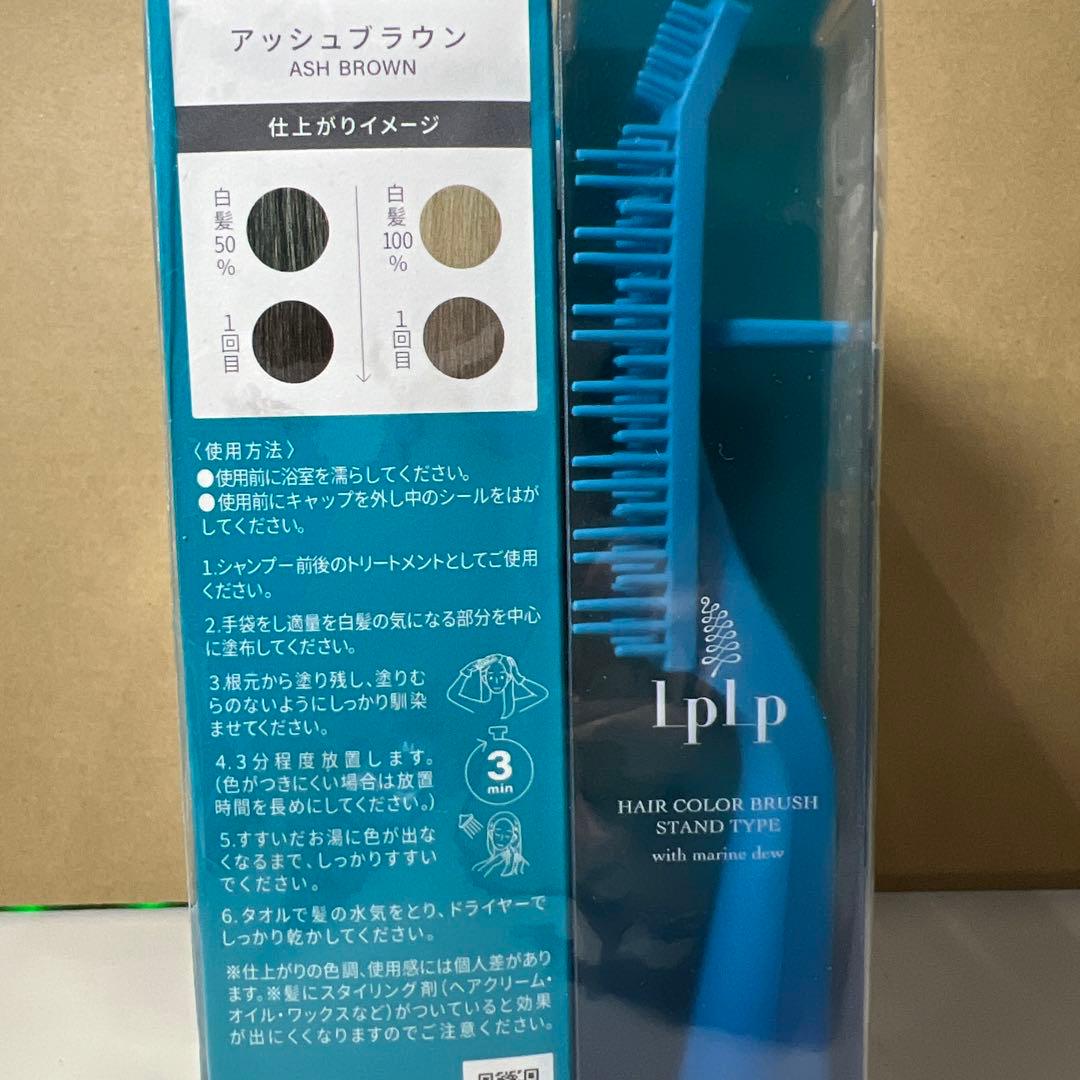 アッシュブラウン
ASH BROWN
仕上がりイメージ
白髪50%
白髪100%
1回目
1回目
〈使用方法〉
●使用前に浴室を濡らしてください。
●使用前にキャップを外し中のシールをはが
してください。
1.シャンプー前後のトリートメントとしてご使用
ください。
2.手袋をし適量を白髪の気になる部分を中心
に塗布してください。
3.根元から塗り残し、塗りむ
らのないようにしっかり馴染
ませてください。
4.3分程度放置します。
(色がつきにくい場合は放置
時間を長めにしてください。)
3
min
5.すすいだお湯に色が出な
くなるまで、しっかりすすい
でください。
6.タオルで髪の水気をとり、ドライヤーで
しっかり乾かしてください。
※仕上がりの色調、使用感には個人差があり
ます。※髪にスタイリング剤(ヘアクリーム・
オイル・ワックスなど)がついていると効果
が出にくくなりますのでご注意ください。
LpLp
HAIR COLOR BRUSH
STAND TYPE
with marine dew